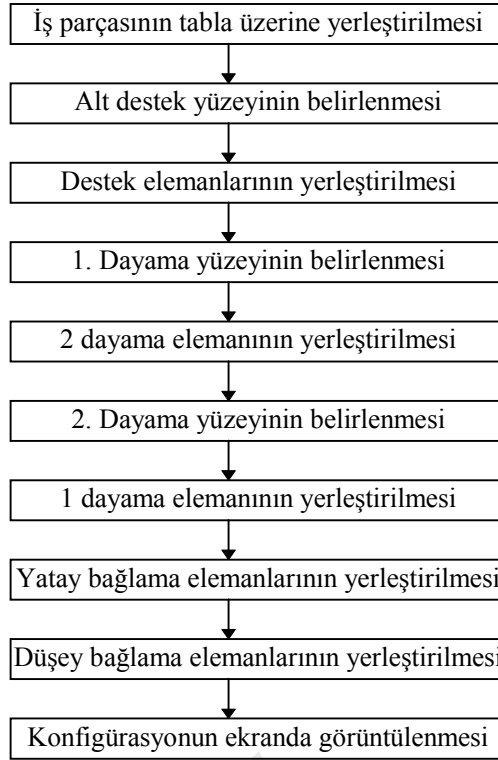 İş parçasının tabla üzerine yerleştirilmesi
Alt destek yüzeyinin belirlenmesi
Destek elemanlarının yerleştirilmesi
1. Dayama yüzeyinin belirlenmesi
2 dayama elemanının yerleştirilmesi
2. Dayama yüzeyinin belirlenmesi
1 dayama elemanının yerleştirilmesi
Yatay bağlama elemanlarının yerleştirilmesi
Düşey bağlama elemanlarının yerleştirilmesi
Konfigürasyonun ekranda görüntülenmesi